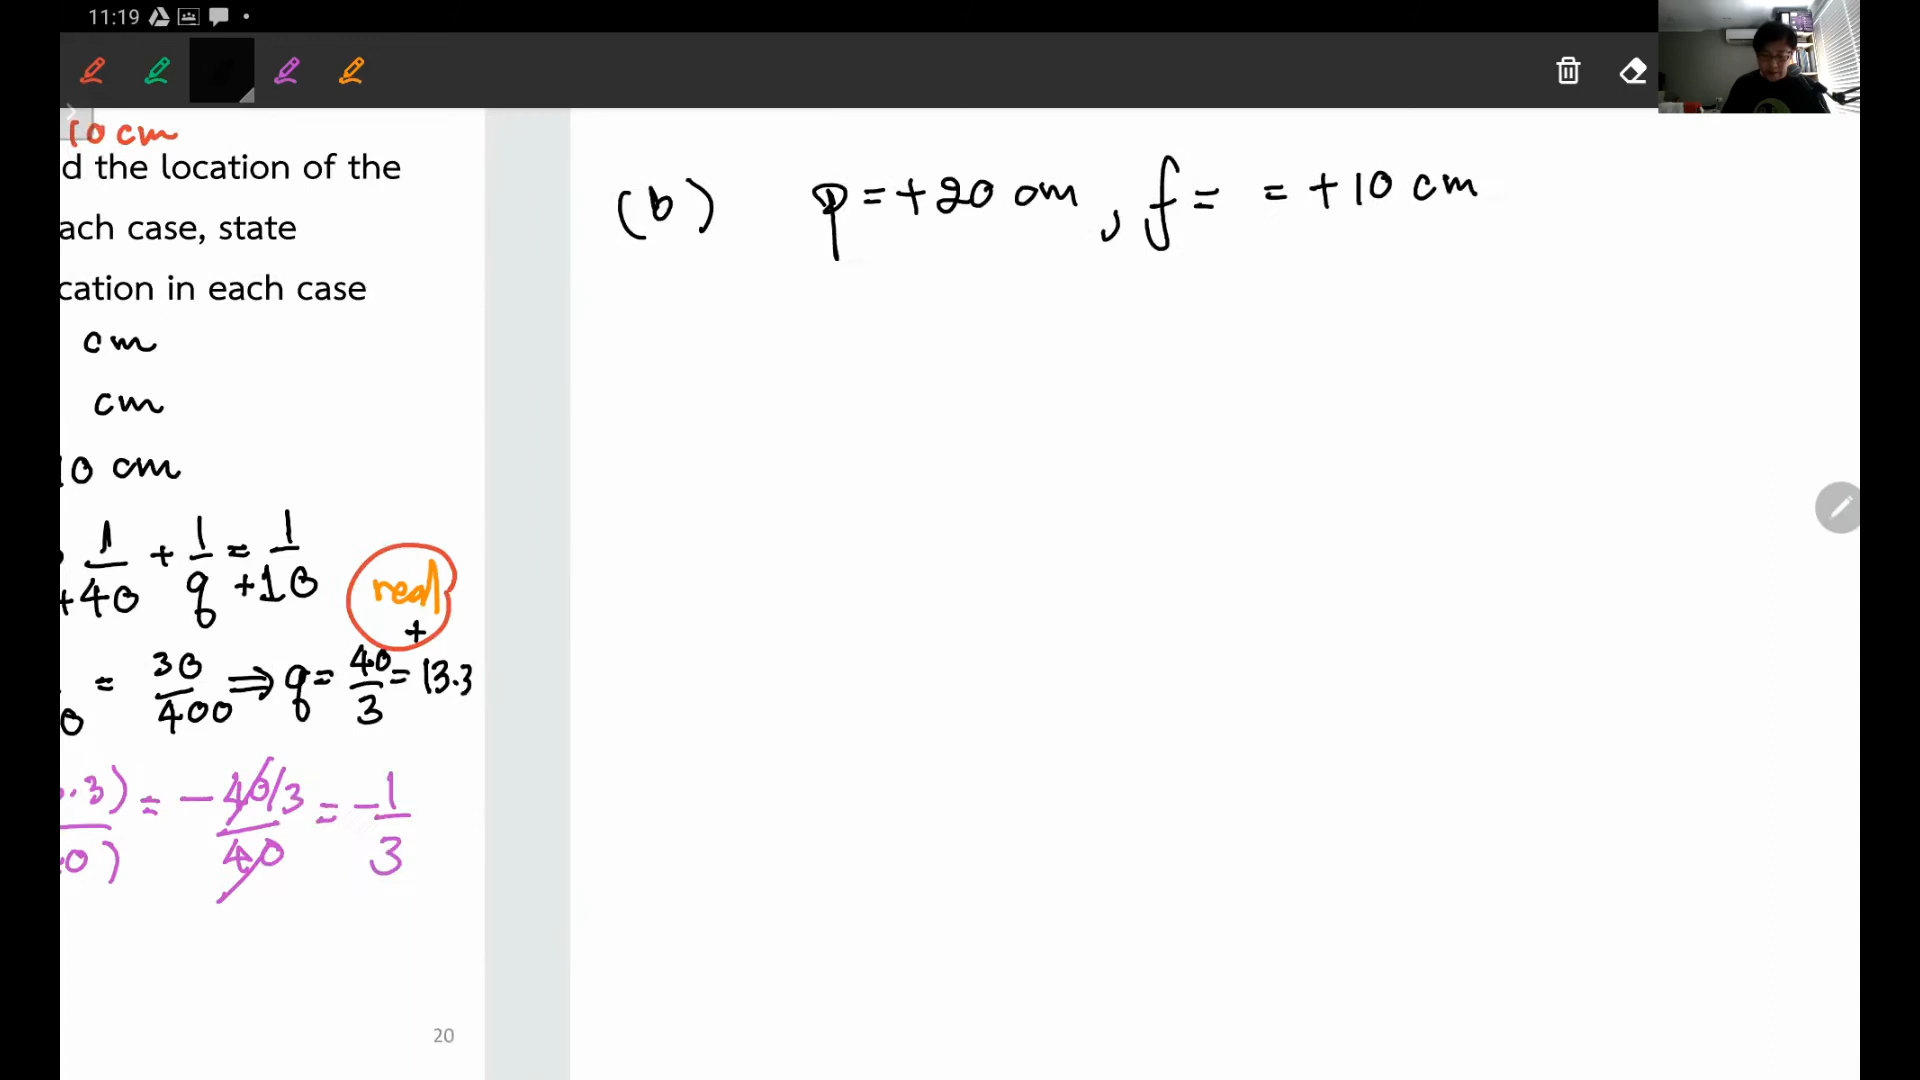 11:19
10 cm
d the location of the
ach case, state
cation in each case
cm
cm
10 cm
1/+40 + 1/q = 1/+10
real
+
= 30/400 ⇒ q = 40/3 = 13.3
.3) = - 40/3/40 = - 1/3
0)
20
(b) p = +20 cm, f = = +10 cm